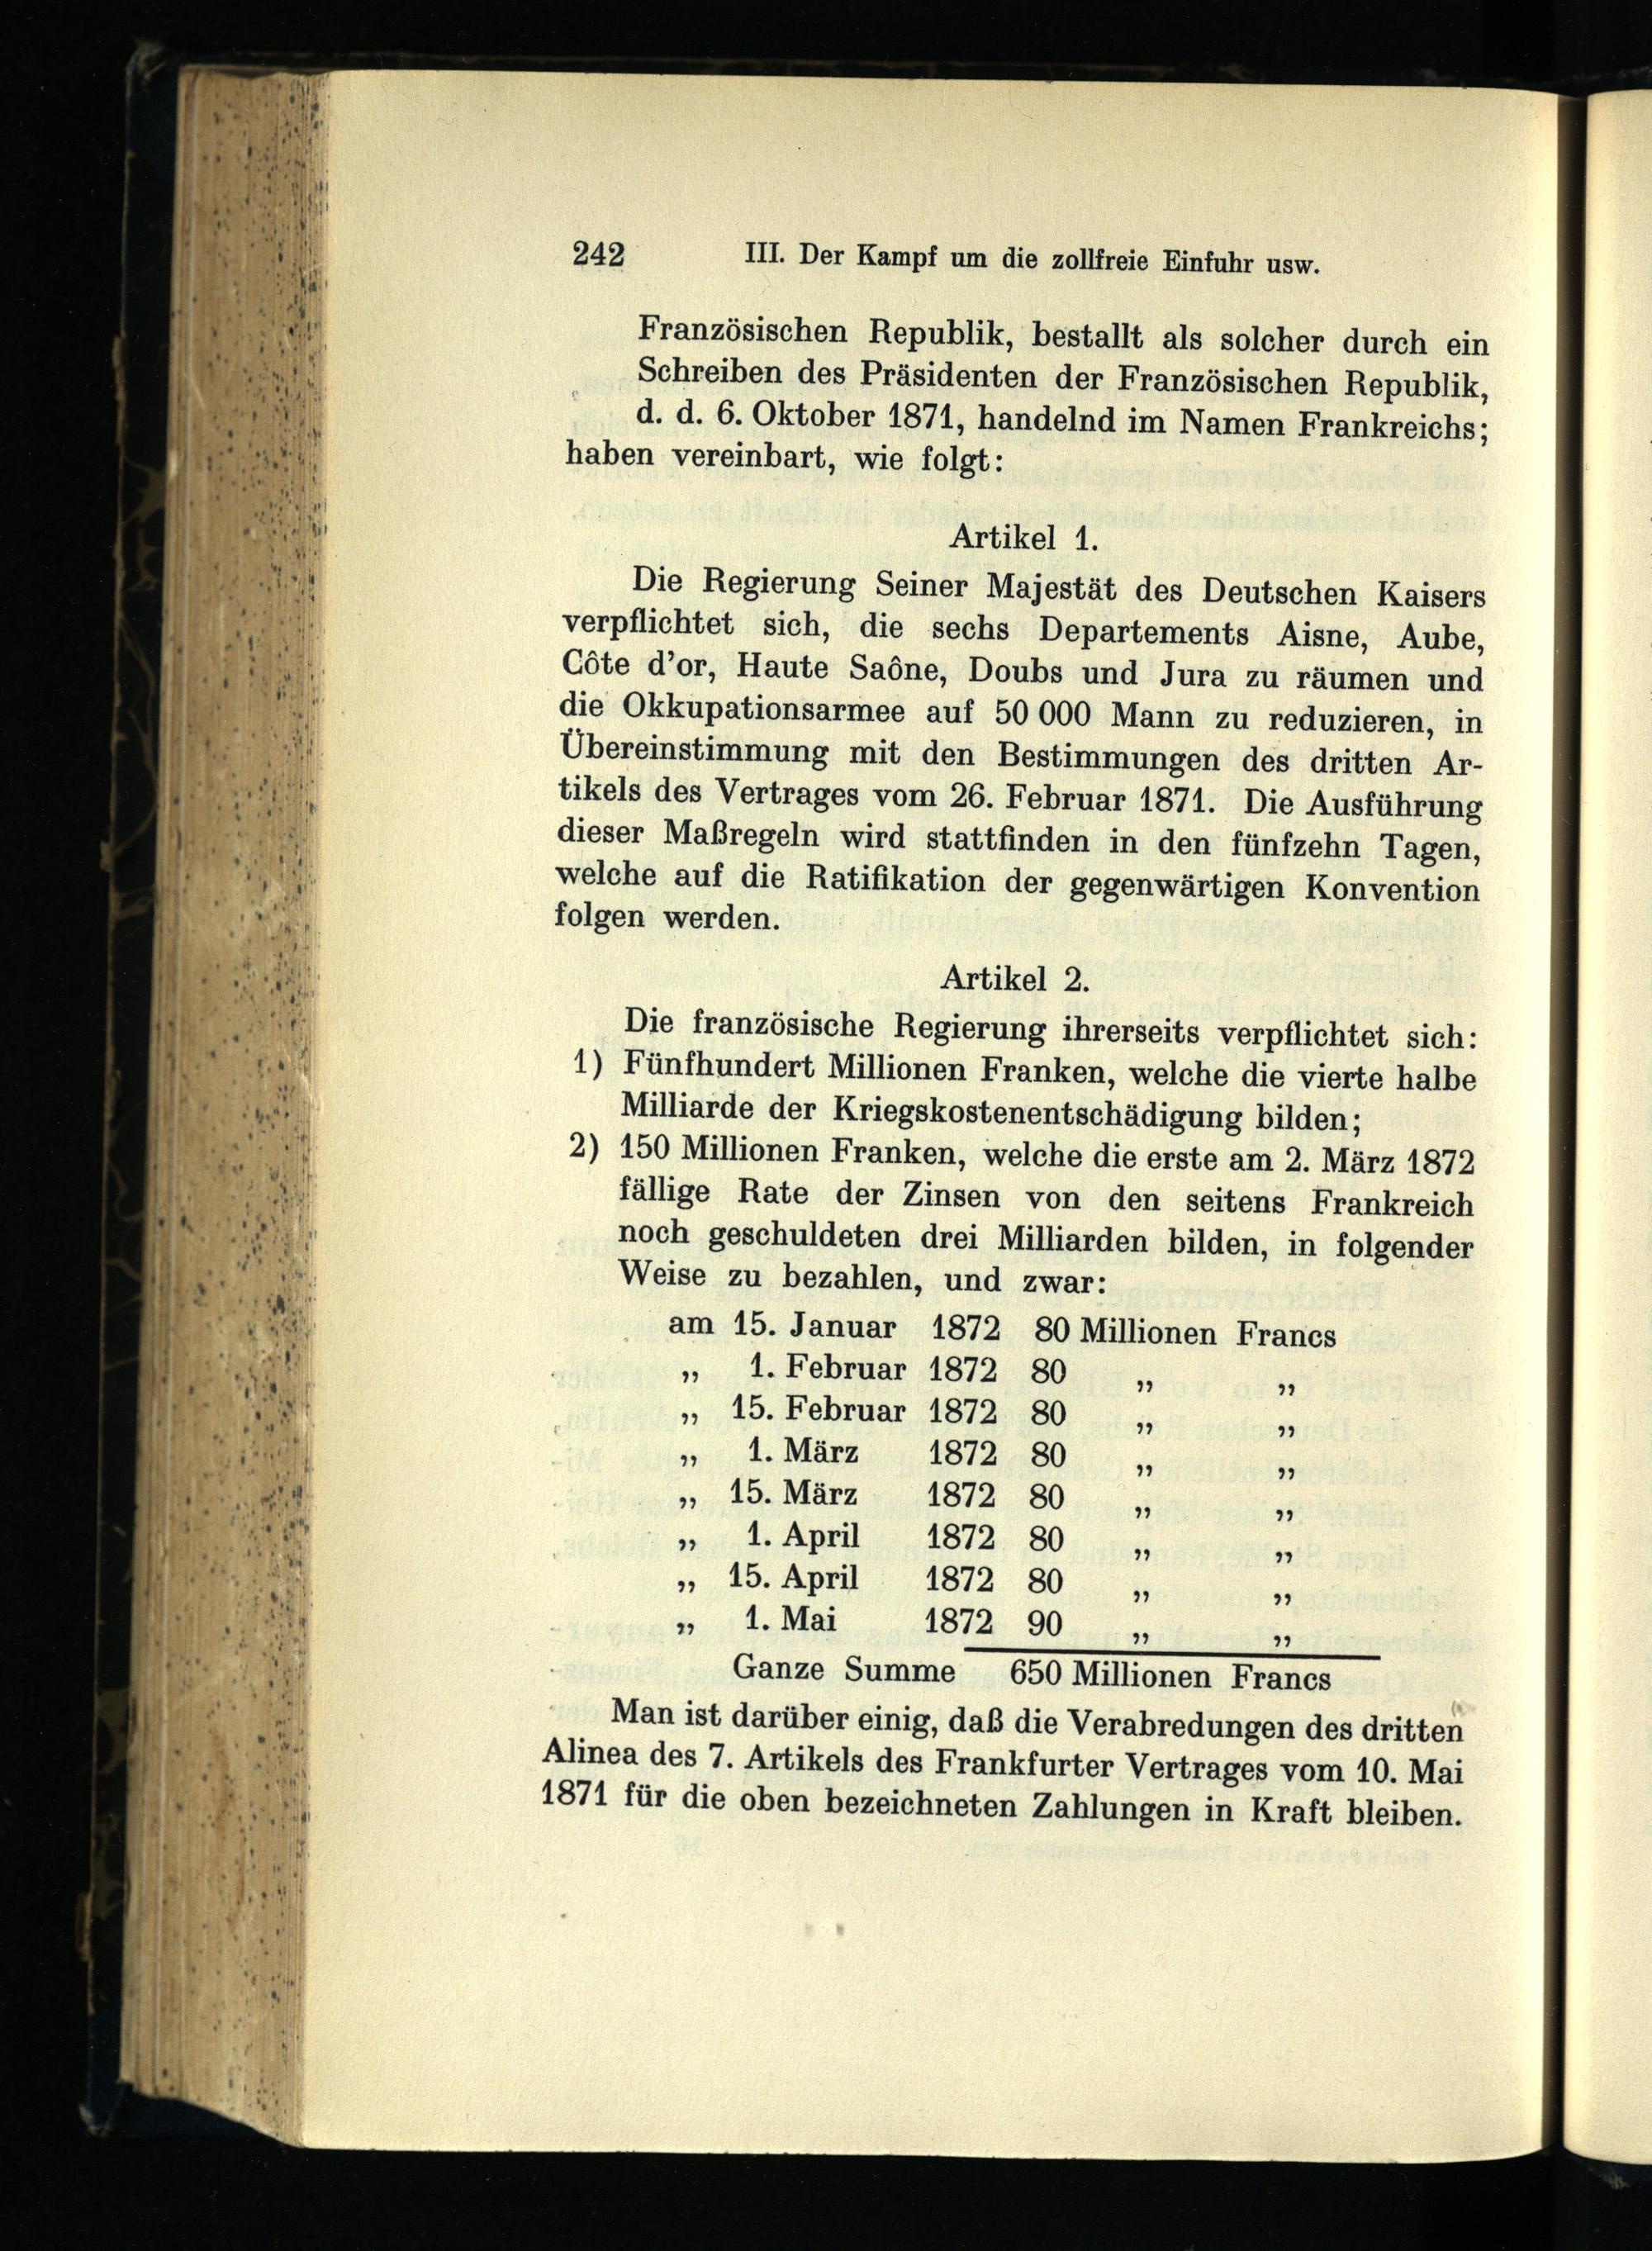 242 III. Der Kampf um die zollfreie Einfuhr usw.
Französischen Republik, bestallt als solcher durch ein
Schreiben des Präsidenten der Französischen Republik,
d. d. 6. Oktober 1871, handelnd im Namen Frankreichs;
haben vereinbart, wie folgt:
Artikel 1.
Die Regierung Seiner Majestät des Deutschen Kaisers
verpflichtet sich, die sechs Departements Aisne, Aube,
Côte d’or, Haute Saône, Doubs und Jura zu räumen und
die Okkupationsarmee auf 50 000 Mann zu reduzieren, in
Übereinstimmung mit den Bestimmungen des dritten Ar-
tikels des Vertrages vom 26. Februar 1871. Die Ausführung
dieser Maßregeln wird stattfinden in den fünfzehn Tagen,
welche auf die Ratifikation der gegenwärtigen Konvention
folgen werden.
Artikel 2.
Die französische Regierung ihrerseits verpflichtet sich:
1) Fünfhundert Millionen Franken, welche die vierte halbe
Milliarde der Kriegskostenentschädigung bilden;
2) 150 Millionen Franken, welche die erste am 2. März 1872
fällige Rate der Zinsen von den seitens Frankreich
noch geschuldeten drei Milliarden bilden, in folgender
Weise zu bezahlen, und zwar:
am 15. Januar 1872 80 Millionen Francs
„ 1. Februar 1872 80 „ „
„ 15. Februar 1872 80 „ „
„ 1. März 1872 80 „ „
„ 15. März 1872 80 „ „
„ 1. April 1872 80 „ „
„ 15. April 1872 80 „ „
„ 1. Mai 1872 90 „ „
Ganze Summe 650 Millionen Francs
Man ist darüber einig, daß die Verabredungen des dritten
Alinea des 7. Artikels des Frankfurter Vertrages vom 10. Mai
1871 für die oben bezeichneten Zahlungen in Kraft bleiben.